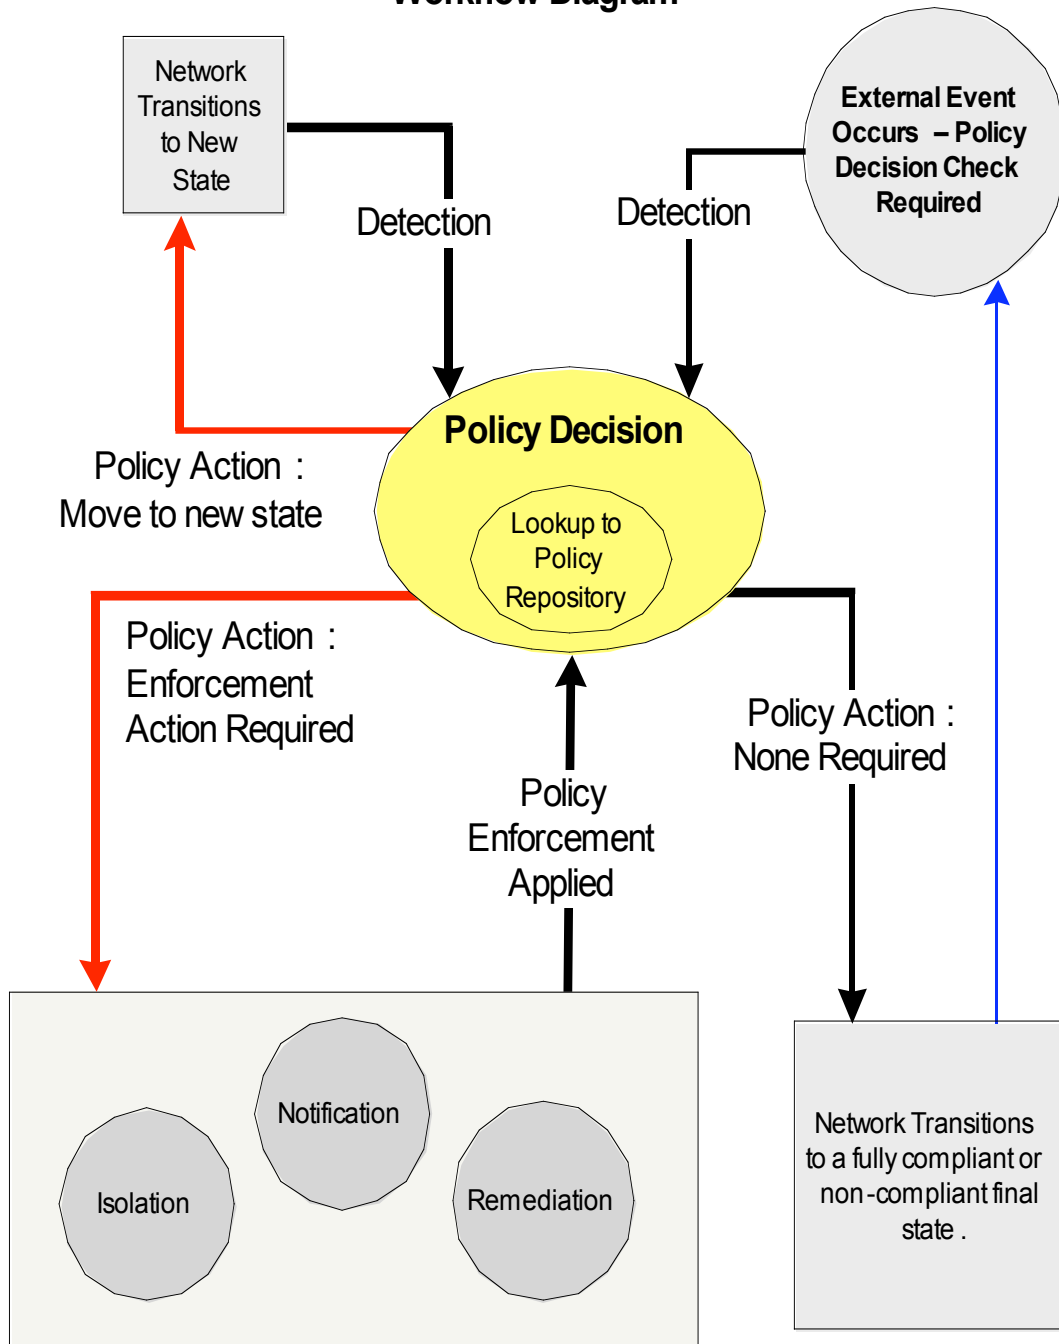 Workflow Diagram
Network
Transitions
to New
State
External Event
Occurs – Policy
Decision Check
Required
Detection
Detection
Policy Decision
Lookup to
Policy
Repository
Policy Action :
Move to new state
Policy Action :
Enforcement
Action Required
Policy Action :
None Required
Policy
Enforcement
Applied
Notification
Isolation
Remediation
Network Transitions
to a fully compliant or
non-compliant final
state .